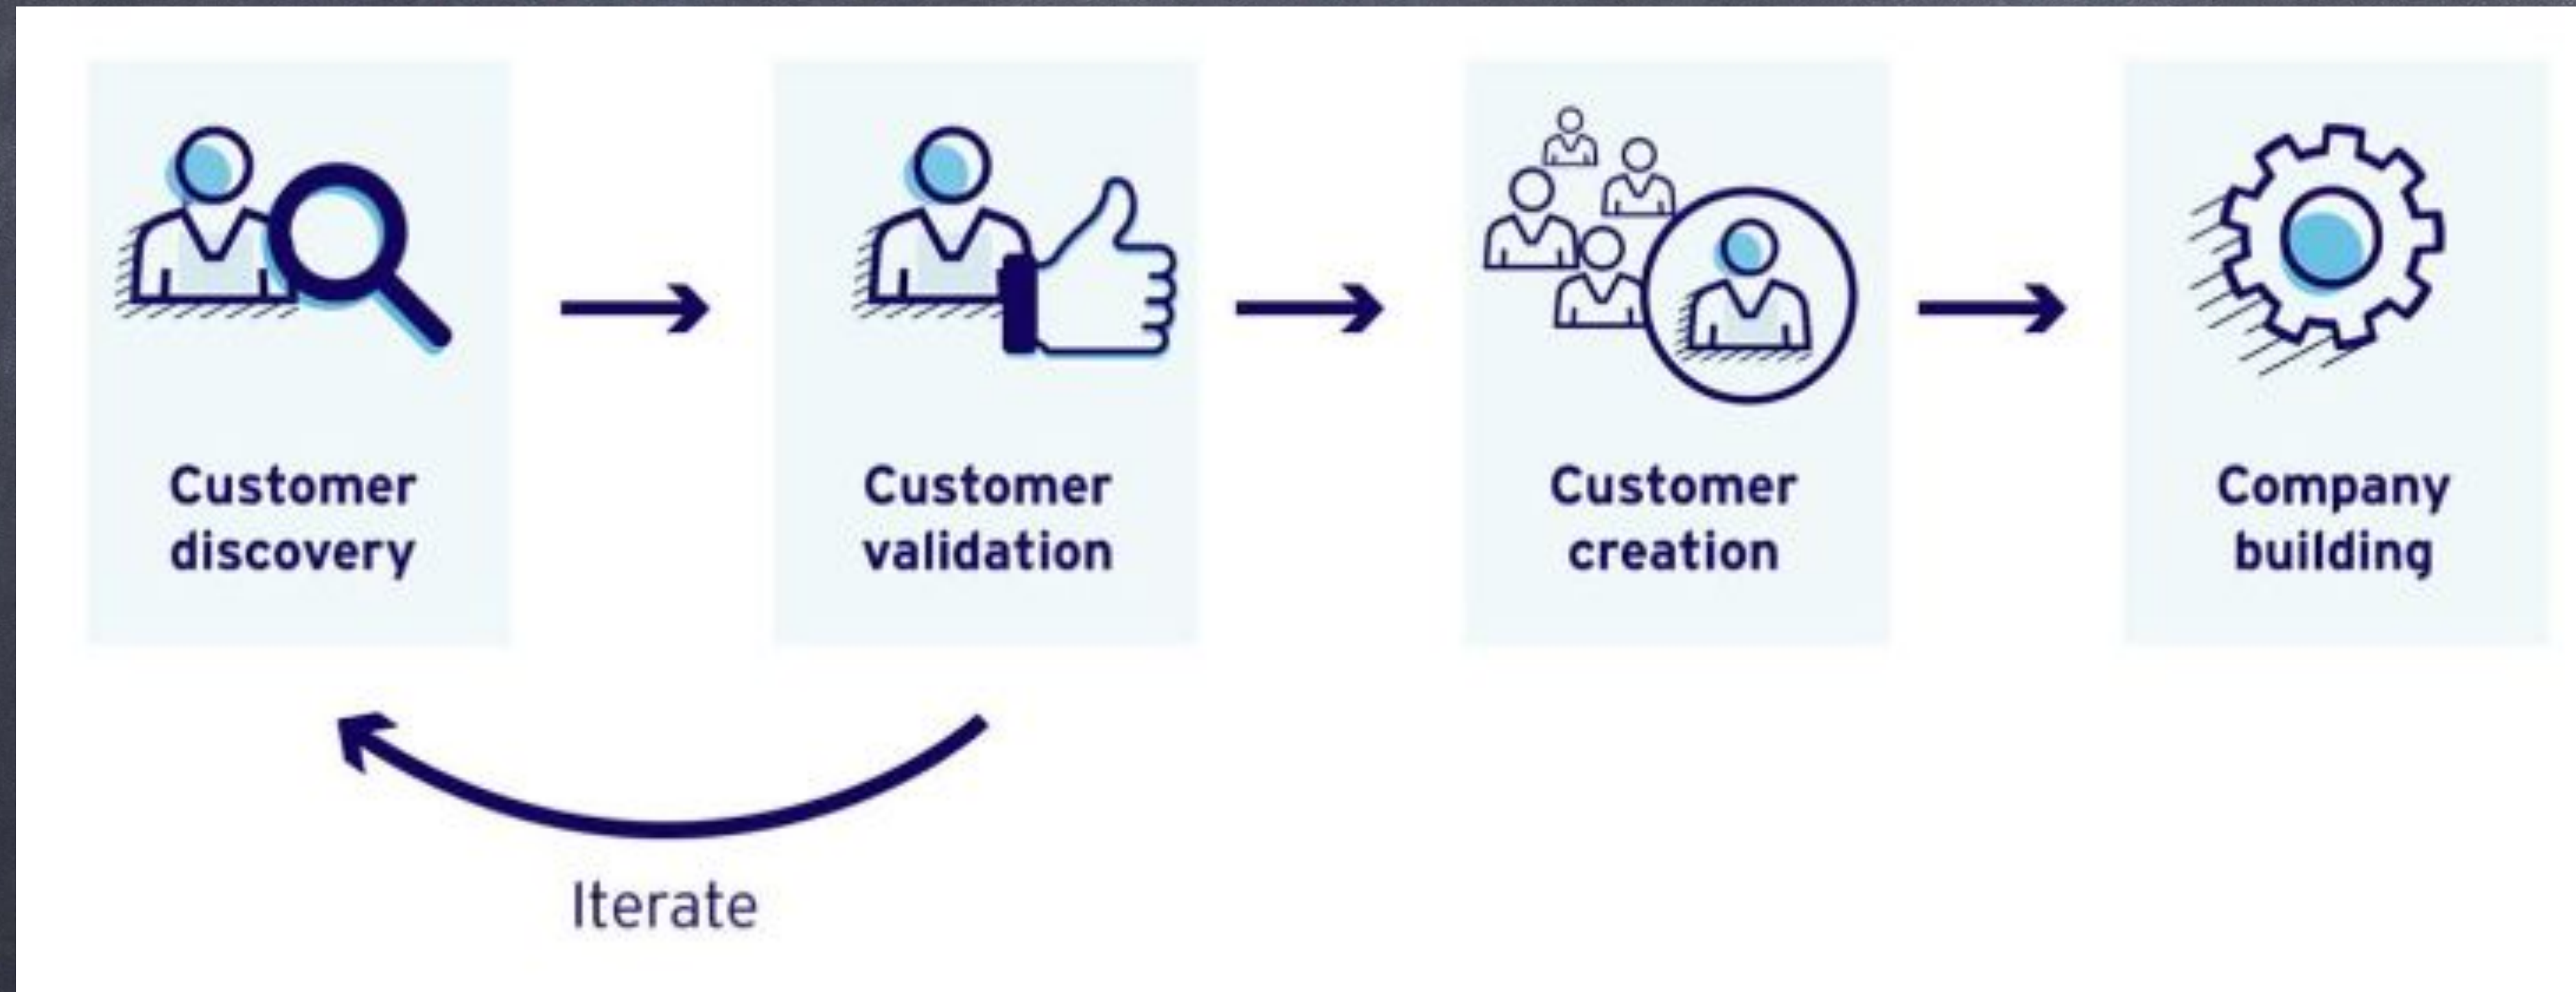 Customer
discovery
Customer
validation
Customer
creation
Company
building
Iterate